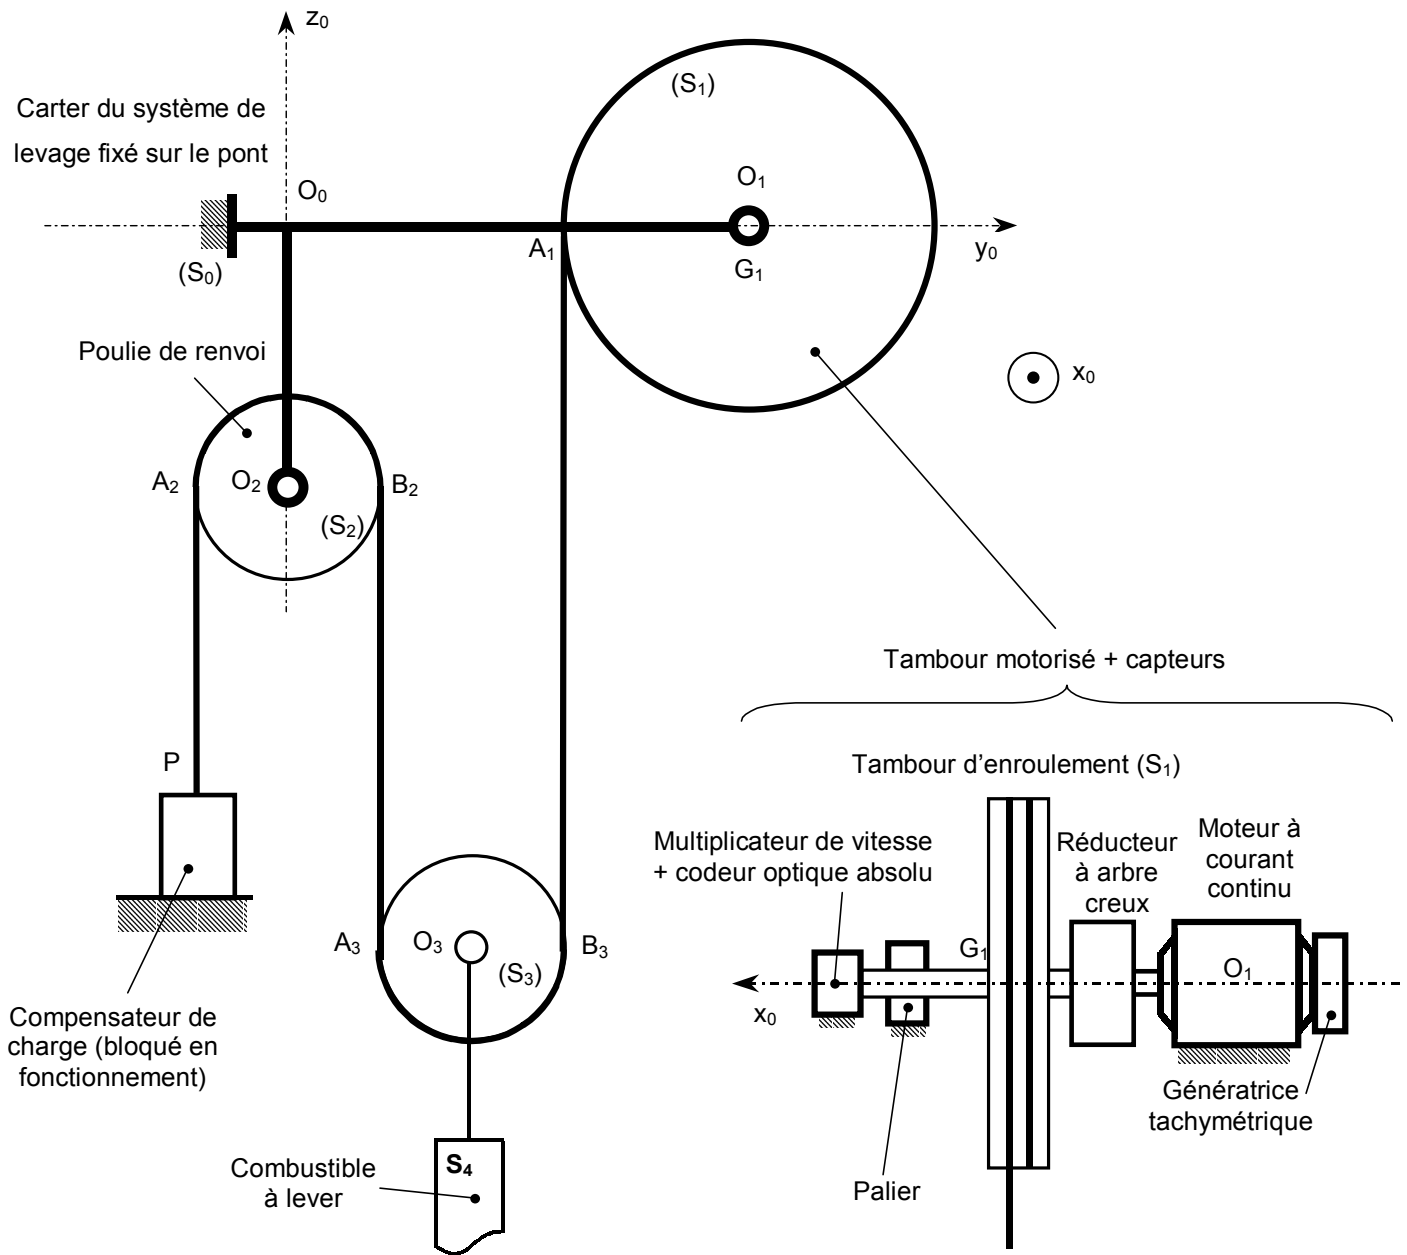 z₀
Carter du système de
levage fixé sur le pont
(S₁)
O₀
O₁
A₁
G₁
y₀
(S₀)
x₀
Poulie de renvoi
A₂
O₂
B₂
(S₂)
Tambour motorisé + capteurs
P
Tambour d'enroulement (S₁)
Multiplicateur de vitesse
+ codeur optique absolu
Réducteur
à arbre
creux
Moteur à
courant
continu
A₃
O₃
B₃
(S₃)
G₁
O₁
x₀
Compensateur de
charge (bloqué en
fonctionnement)
Génératrice
tachymétrique
S₄
Combustible
à lever
Palier